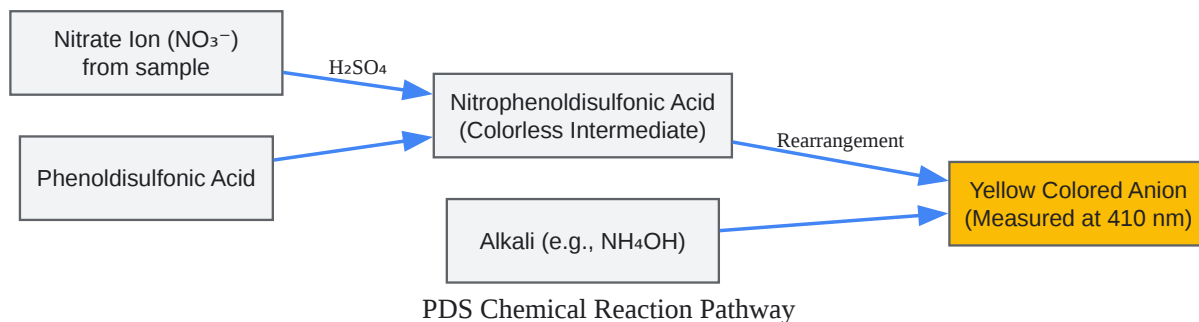 Nitrate Ion (NO₃⁻)
from sample
H₂SO₄
Phenoldisulfonic Acid
Nitrophenoldisulfonic Acid
(Colorless Intermediate)
Rearrangement
Alkali (e.g., NH₄OH)
Yellow Colored Anion
(Measured at 410 nm)
PDS Chemical Reaction Pathway